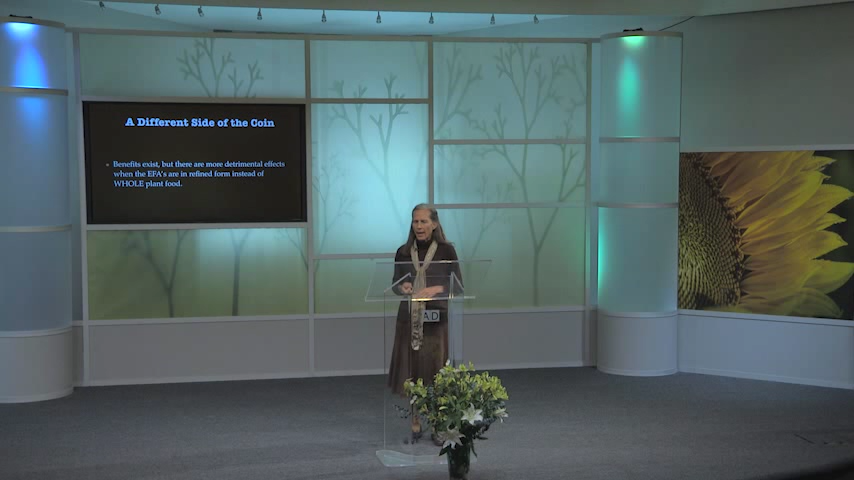 A Different Side of the Coin
Benefits exist, but there are more detrimental effects
when the EFA's are in refined form instead of
WHOLE plant food.
AD